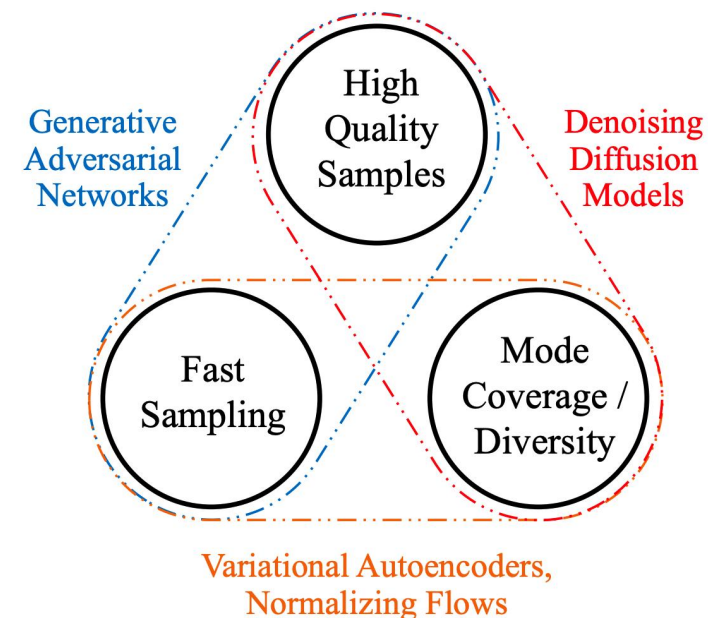 High
Quality
Samples
Generative
Adversarial
Networks
Denoising
Diffusion
Models
Fast
Sampling
Mode
Coverage /
Diversity
Variational Autoencoders,
Normalizing Flows